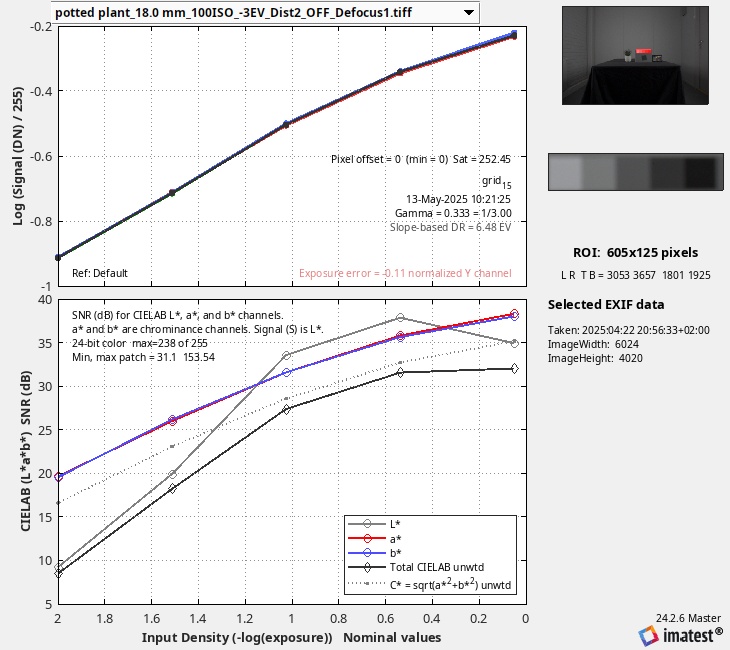 potted plant_18.0 mm_100ISO_-3EV_Dist2_OFF_Defocus1.tiff
-0.2
-0.4
-0.6
-0.8
-1
Log (Signal (DN) / 255)
Pixel offset = 0 (min = 0) Sat = 252.45
grid15
13-May-2025 10:21:25
Gamma = 0.333 = 1/3.00
Slope-based DR = 6.48 EV
Ref: Default
Exposure error = -0.11 normalized Y channel
40
35
30
25
20
15
10
5
CIELAB (L*a*b*) SNR (dB)
SNR (dB) for CIELAB L*, a*, and b* channels.
a* and b* are chrominance channels. Signal (S) is L*.
24-bit color max=238 of 255
Min, max patch = 31.1 153.54
L*
a*
b*
Total CIELAB unwtd
C* = sqrt(a*2+b*2) unwtd
2 1.8 1.6 1.4 1.2 1 0.8 0.6 0.4 0.2 0
Input Density (-log(exposure)) Nominal values
ROI: 605x125 pixels
L R T B = 3053 3657 1801 1925
Selected EXIF data
Taken: 2025:04:22 20:56:33+02:00
ImageWidth: 6024
ImageHeight: 4020
24.2.6 Master
imatest®